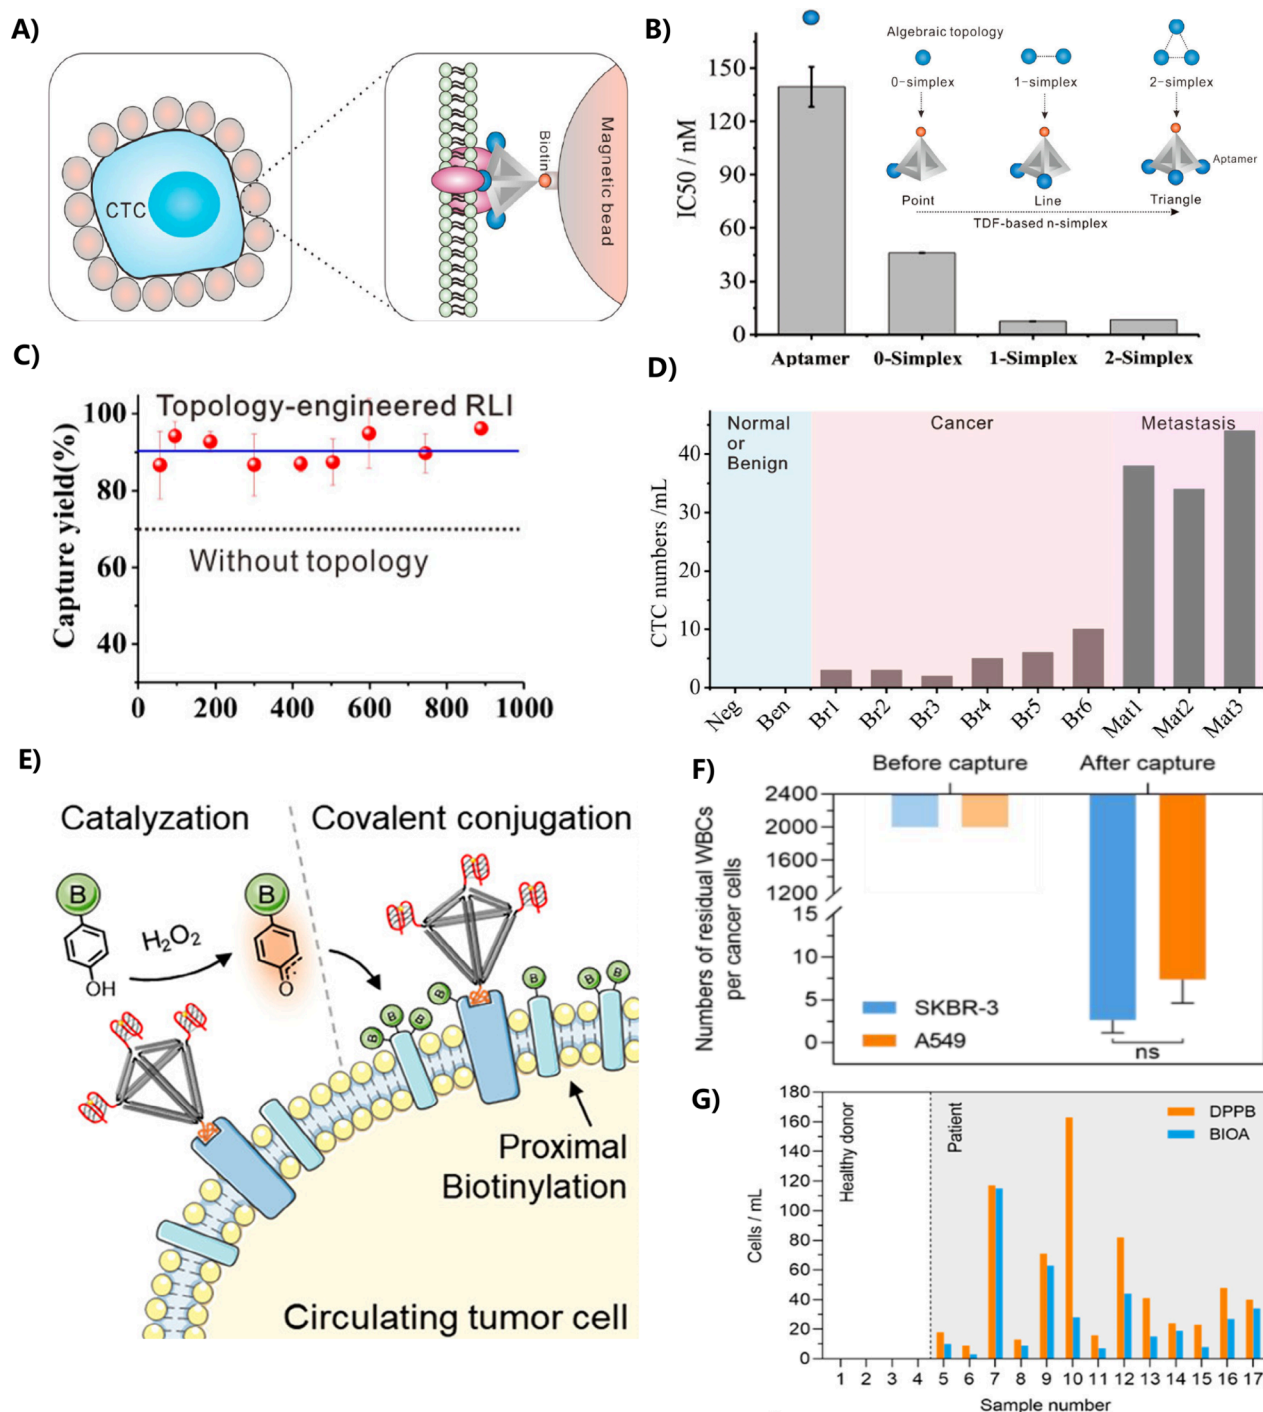 A)
CTC
Biotin
Magnetic bead
B)
Algebraic topology
0-simplex
1-simplex
2-simplex
Aptamer
Point
Line
Triangle
TDF-based n-simplex
IC50 / nM
150
120
90
60
30
0
Aptamer
0-Simplex
1-Simplex
2-Simplex
C)
Topology-engineered RLI
Without topology
Capture yield(%)
100
80
60
40
0
200
400
600
800
1000
D)
Normal
or
Benign
Cancer
Metastasis
CTC numbers /mL
40
30
20
10
0
Neg
Ben
Br1
Br2
Br3
Br4
Br5
Br6
Mat1
Mat2
Mat3
E)
Catalyzation
Covalent conjugation
B
OH
H2O2
B
O
B
B
B
B
B
B
B
Proximal
Biotinylation
Circulating tumor cell
F)
Before capture
After capture
Numbers of residual WBCs
per cancer cells
2400
2000
1600
1200
15
10
5
0
SKBR-3
A549
ns
G)
Healthy donor
Patient
DPPB
BIOA
Cells / mL
180
160
140
120
100
80
60
40
20
0
1 2 3 4 5 6 7 8 9 10 11 12 13 14 15 16 17
Sample number